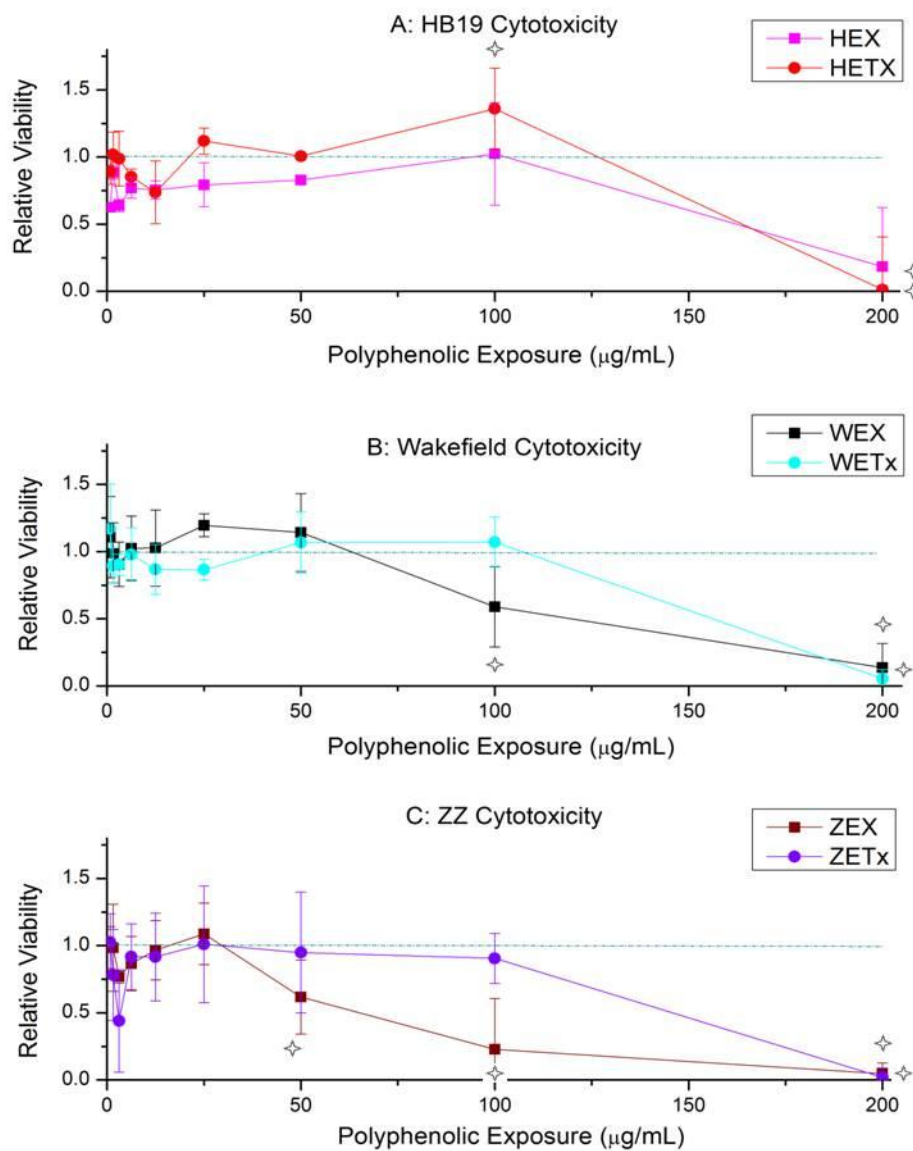 A: HB19 Cytotoxicity
HEX
HETX
Relative Viability
1.5
1.0
0.5
0.0
0 50 100 150 200
Polyphenolic Exposure (μg/mL)
B: Wakefield Cytotoxicity
WEX
WETx
Relative Viability
1.5
1.0
0.5
0.0
0 50 100 150 200
Polyphenolic Exposure (μg/mL)
C: ZZ Cytotoxicity
ZEX
ZETx
Relative Viability
1.5
1.0
0.5
0.0
0 50 100 150 200
Polyphenolic Exposure (μg/mL)